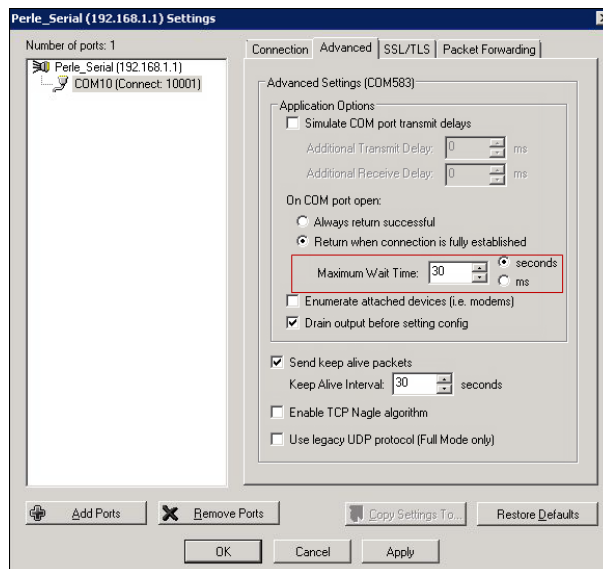 Perle_Serial (192.168.1.1) Settings
Number of ports: 1
Perle_Serial (192.168.1.1)
COM10 (Connect: 10001)
Connection Advanced SSL/TLS Packet Forwarding
Advanced Settings (COM583)
Application Options
Simulate COM port transmit delays
Additional Transmit Delay: 0 ms
Additional Receive Delay: 0 ms
On COM port open:
Always return successful
Return when connection is fully established
Maximum Wait Time: 30 seconds
ms
Enumerate attached devices (i.e. modems)
Drain output before setting config
Send keep alive packets
Keep Alive Interval: 30 seconds
Enable TCP Nagle algorithm
Use legacy UDP protocol (Full Mode only)
Add Ports Remove Ports Copy Settings To... Restore Defaults
OK Cancel Apply